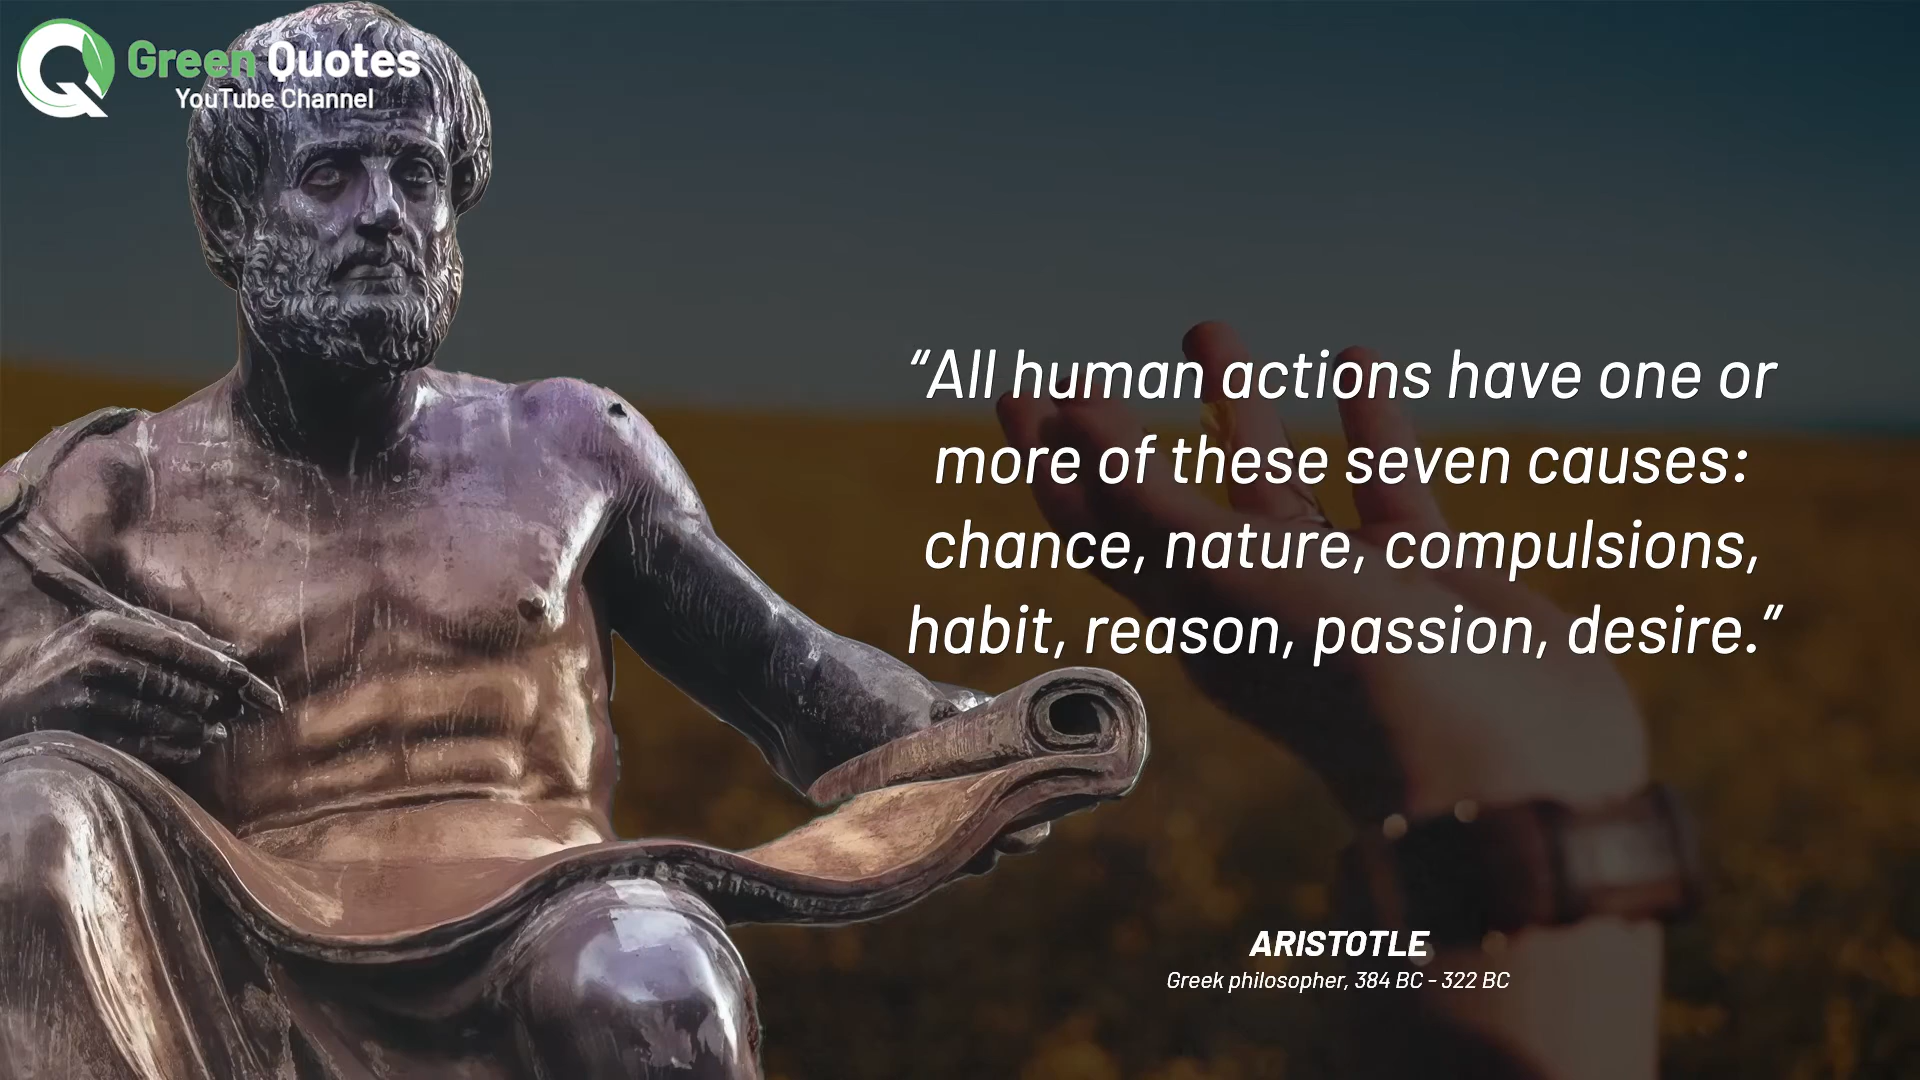 Green Quotes
YouTube Channel
“All human actions have one or
more of these seven causes:
chance, nature, compulsions,
habit, reason, passion, desire.”
ARISTOTLE
Greek philosopher, 384 BC - 322 BC